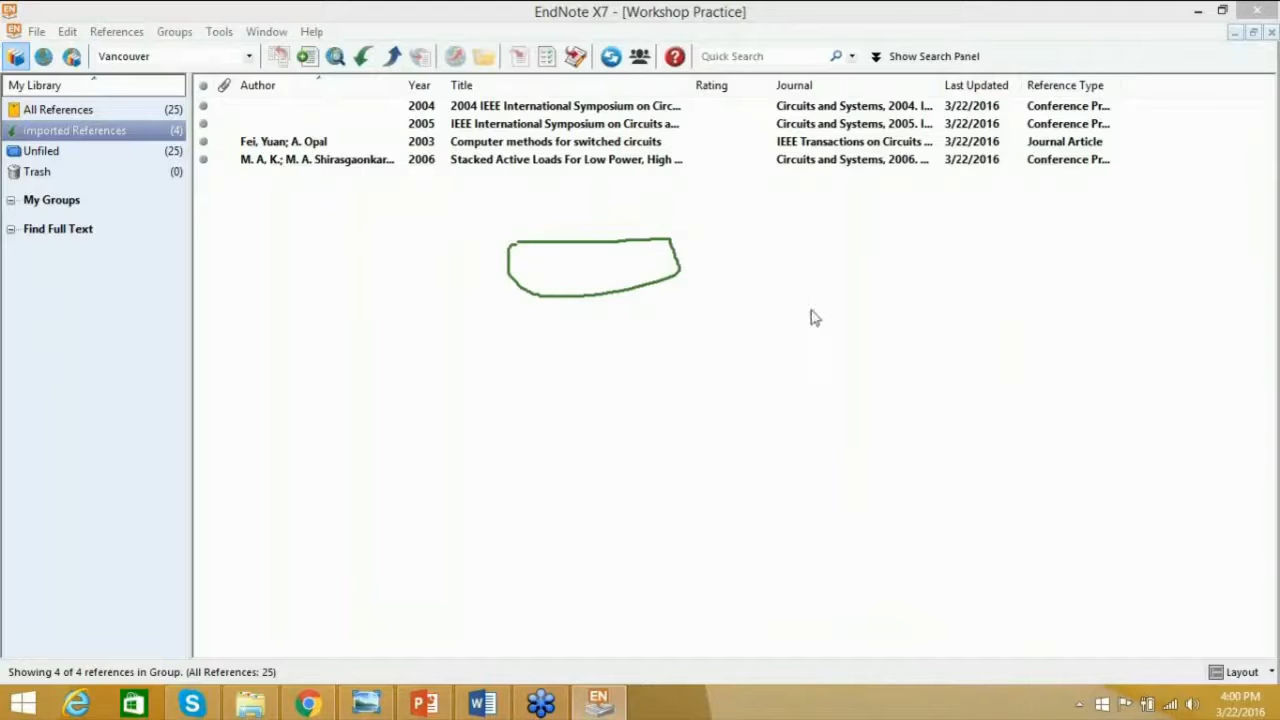 EndNote X7 - [Workshop Practice]
File Edit References Groups Tools Window Help
Vancouver Quick Search Show Search Panel
My Library Author Year Title Rating Journal Last Updated Reference Type
All References (25) 2004 2004 IEEE International Symposium on Circ... Circuits and Systems, 2004. I... 3/22/2016 Conference Pr...
Imported References (4) 2005 IEEE International Symposium on Circuits a... Circuits and Systems, 2005. I... 3/22/2016 Conference Pr...
Unfiled (25) Fei, Yuan; A. Opal 2003 Computer methods for switched circuits IEEE Transactions on Circuits ... 3/22/2016 Journal Article
Trash (0) M. A, K.; M. A. Shirasgaonkar... 2006 Stacked Active Loads For Low Power, High ... Circuits and Systems, 2006. ... 3/22/2016 Conference Pr...
My Groups
Find Full Text
Showing 4 of 4 references in Group. (All References: 25) Layout
EN 4:00 PM
3/22/2016